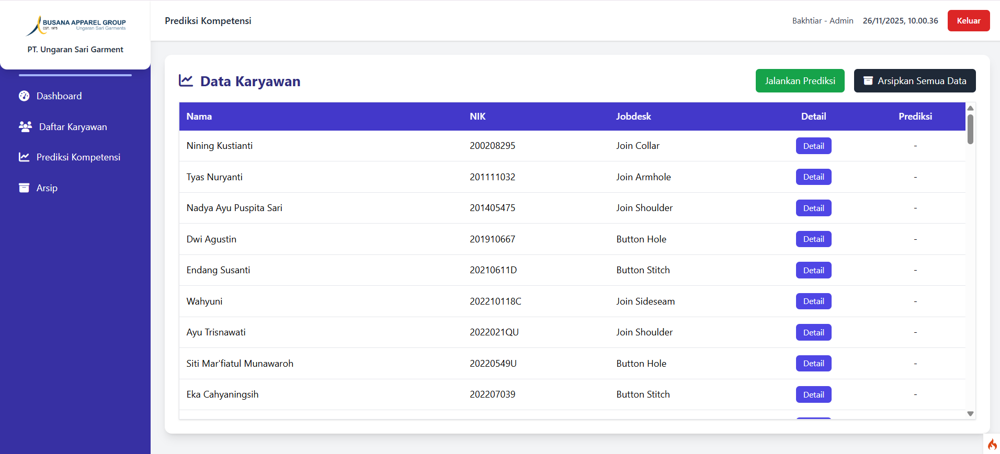 BUSANA APPAREL GROUP
EST. 1975 Ungaran Sari Garments
PT. Ungaran Sari Garment
Dashboard
Daftar Karyawan
Prediksi Kompetensi
Arsip
Prediksi Kompetensi
Bakhtiar - Admin 26/11/2025, 10.00.36 Keluar
Data Karyawan
Jalankan Prediksi
Arsipkan Semua Data
Nama NIK Jobdesk Detail Prediksi
Nining Kustianti 200208295 Join Collar Detail -
Tyas Nuryanti 201111032 Join Armhole Detail -
Nadya Ayu Puspita Sari 201405475 Join Shoulder Detail -
Dwi Agustin 201910667 Button Hole Detail -
Endang Susanti 20210611D Button Stitch Detail -
Wahyuni 202210118C Join Sideseam Detail -
Ayu Trisnawati 2022021QU Join Shoulder Detail -
Siti Mar'fiatul Munawaroh 20220549U Button Hole Detail -
Eka Cahyaningsih 202207039 Button Stitch Detail -